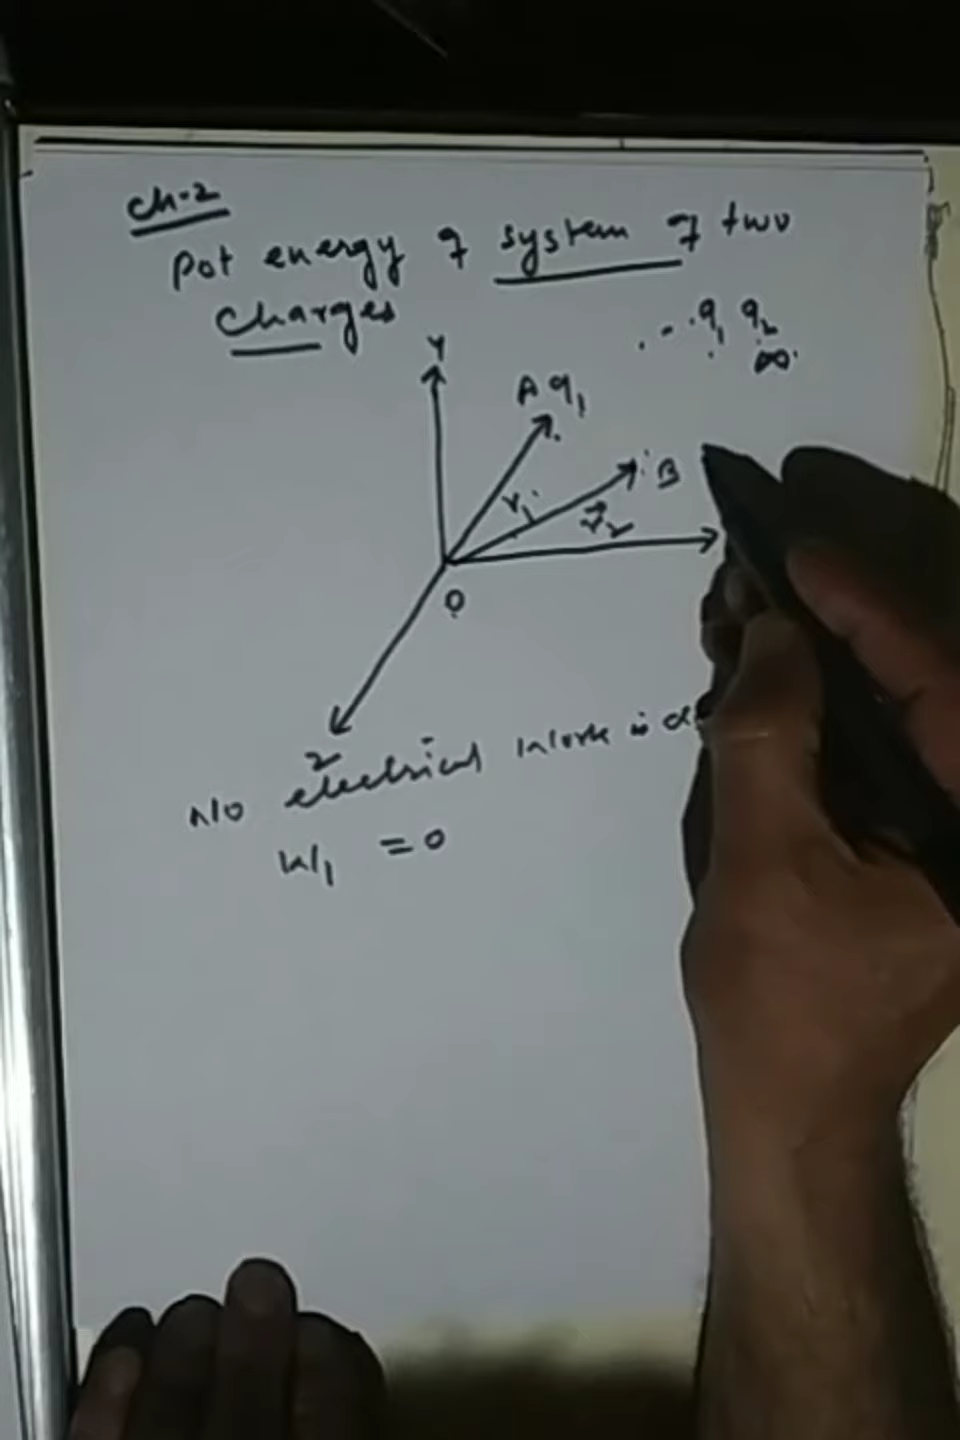 Ch-2
Pot energy of system of two
charges
q1 q2
∞
Y
A q1
B
r1
r2
O
Z
No electrical work is d
W1 = 0